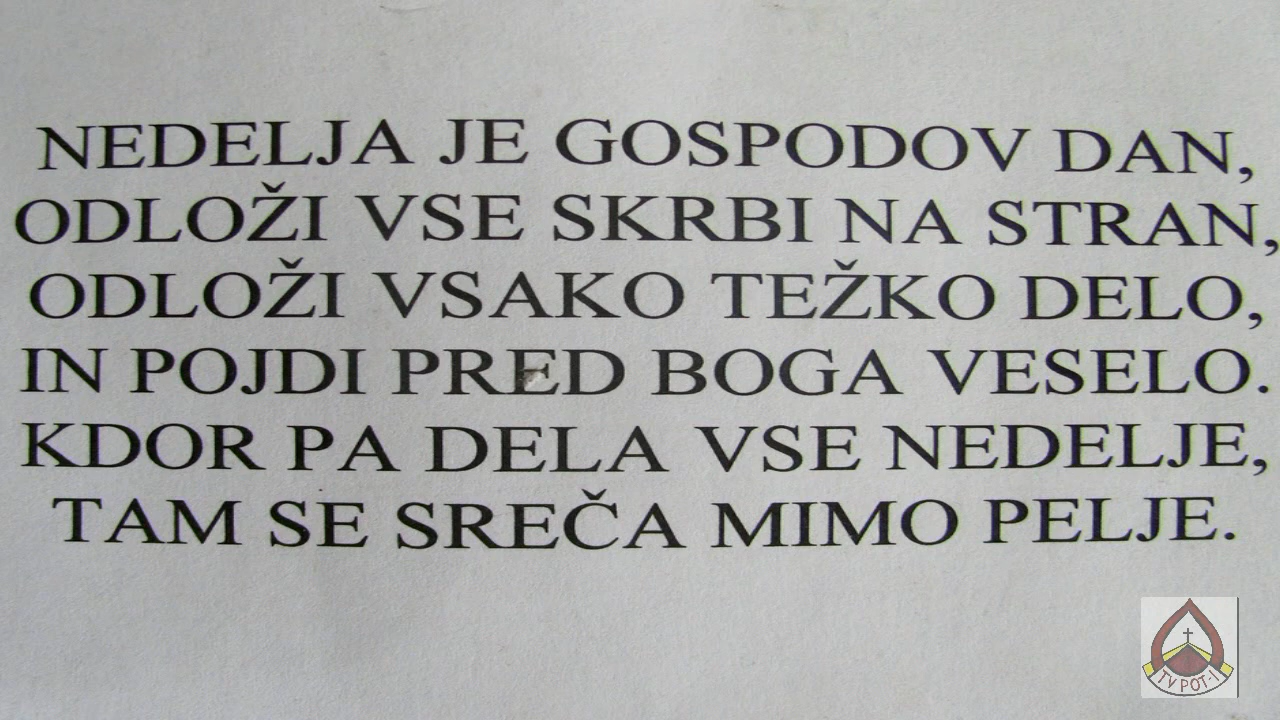 NEDELJA JE GOSPODOV DAN,
ODLOŽI VSE SKRBI NA STRAN,
ODLOŽI VSAKO TEŽKO DELO,
IN POJDI PRED BOGA VESELO.
KDOR PA DELA VSE NEDELJE,
TAM SE SREČA MIMO PELJE.
TV POT-1